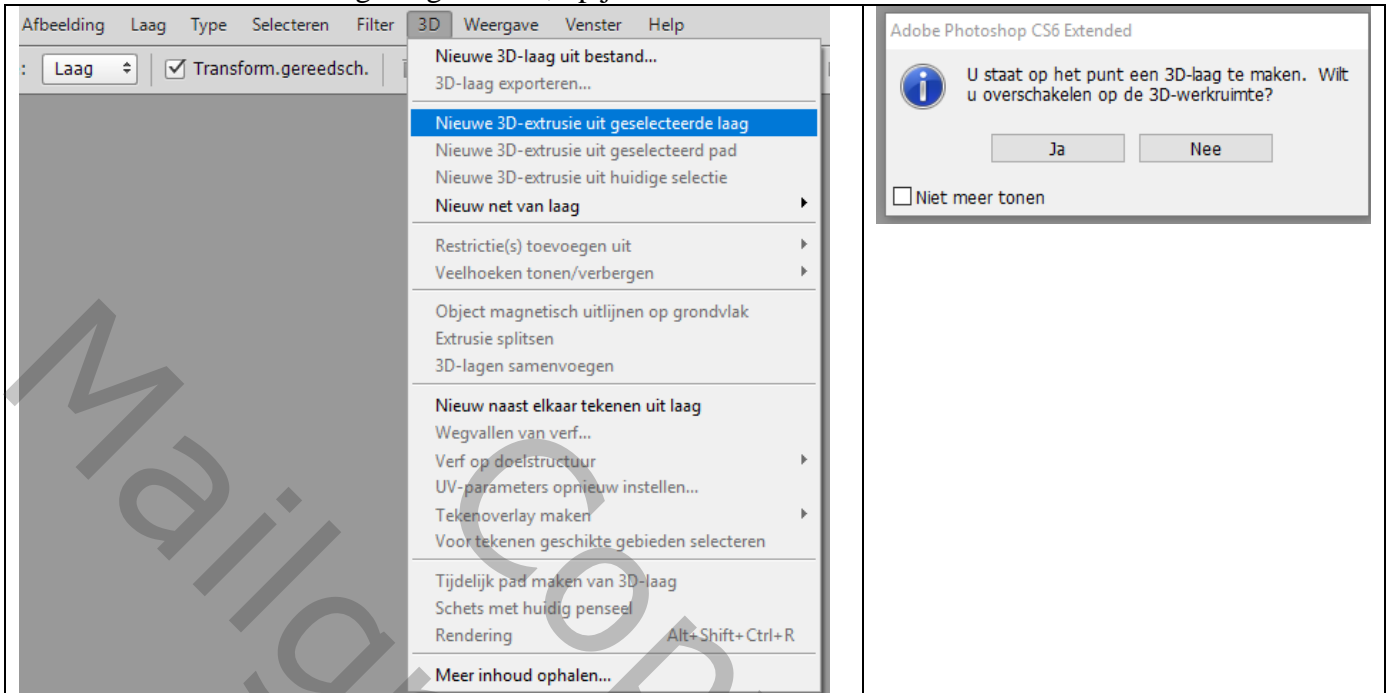 Afbeelding Laag Type Selecteren Filter 3D Weergave Venster Help
: Laag Transform.gereedsch.
Nieuwe 3D-laag uit bestand...
3D-laag exporteren...
Nieuwe 3D-extrusie uit geselecteerde laag
Nieuwe 3D-extrusie uit geselecteerd pad
Nieuwe 3D-extrusie uit huidige selectie
Nieuw net van laag
Restrictie(s) toevoegen uit
Veelhoeken tonen/verbergen
Object magnetisch uitlijnen op grondvlak
Extrusie splitsen
3D-lagen samenvoegen
Nieuw naast elkaar tekenen uit laag
Wegvallen van verf...
Verf op doelstructuur
UV-parameters opnieuw instellen...
Tekenoverlay maken
Voor tekenen geschikte gebieden selecteren
Tijdelijk pad maken van 3D-laag
Schets met huidig penseel
Rendering Alt+Shift+Ctrl+R
Meer inhoud ophalen...
Adobe Photoshop CS6 Extended
U staat op het punt een 3D-laag te maken. Wilt
u overschakelen op de 3D-werkruimte?
Ja Nee
Niet meer tonen